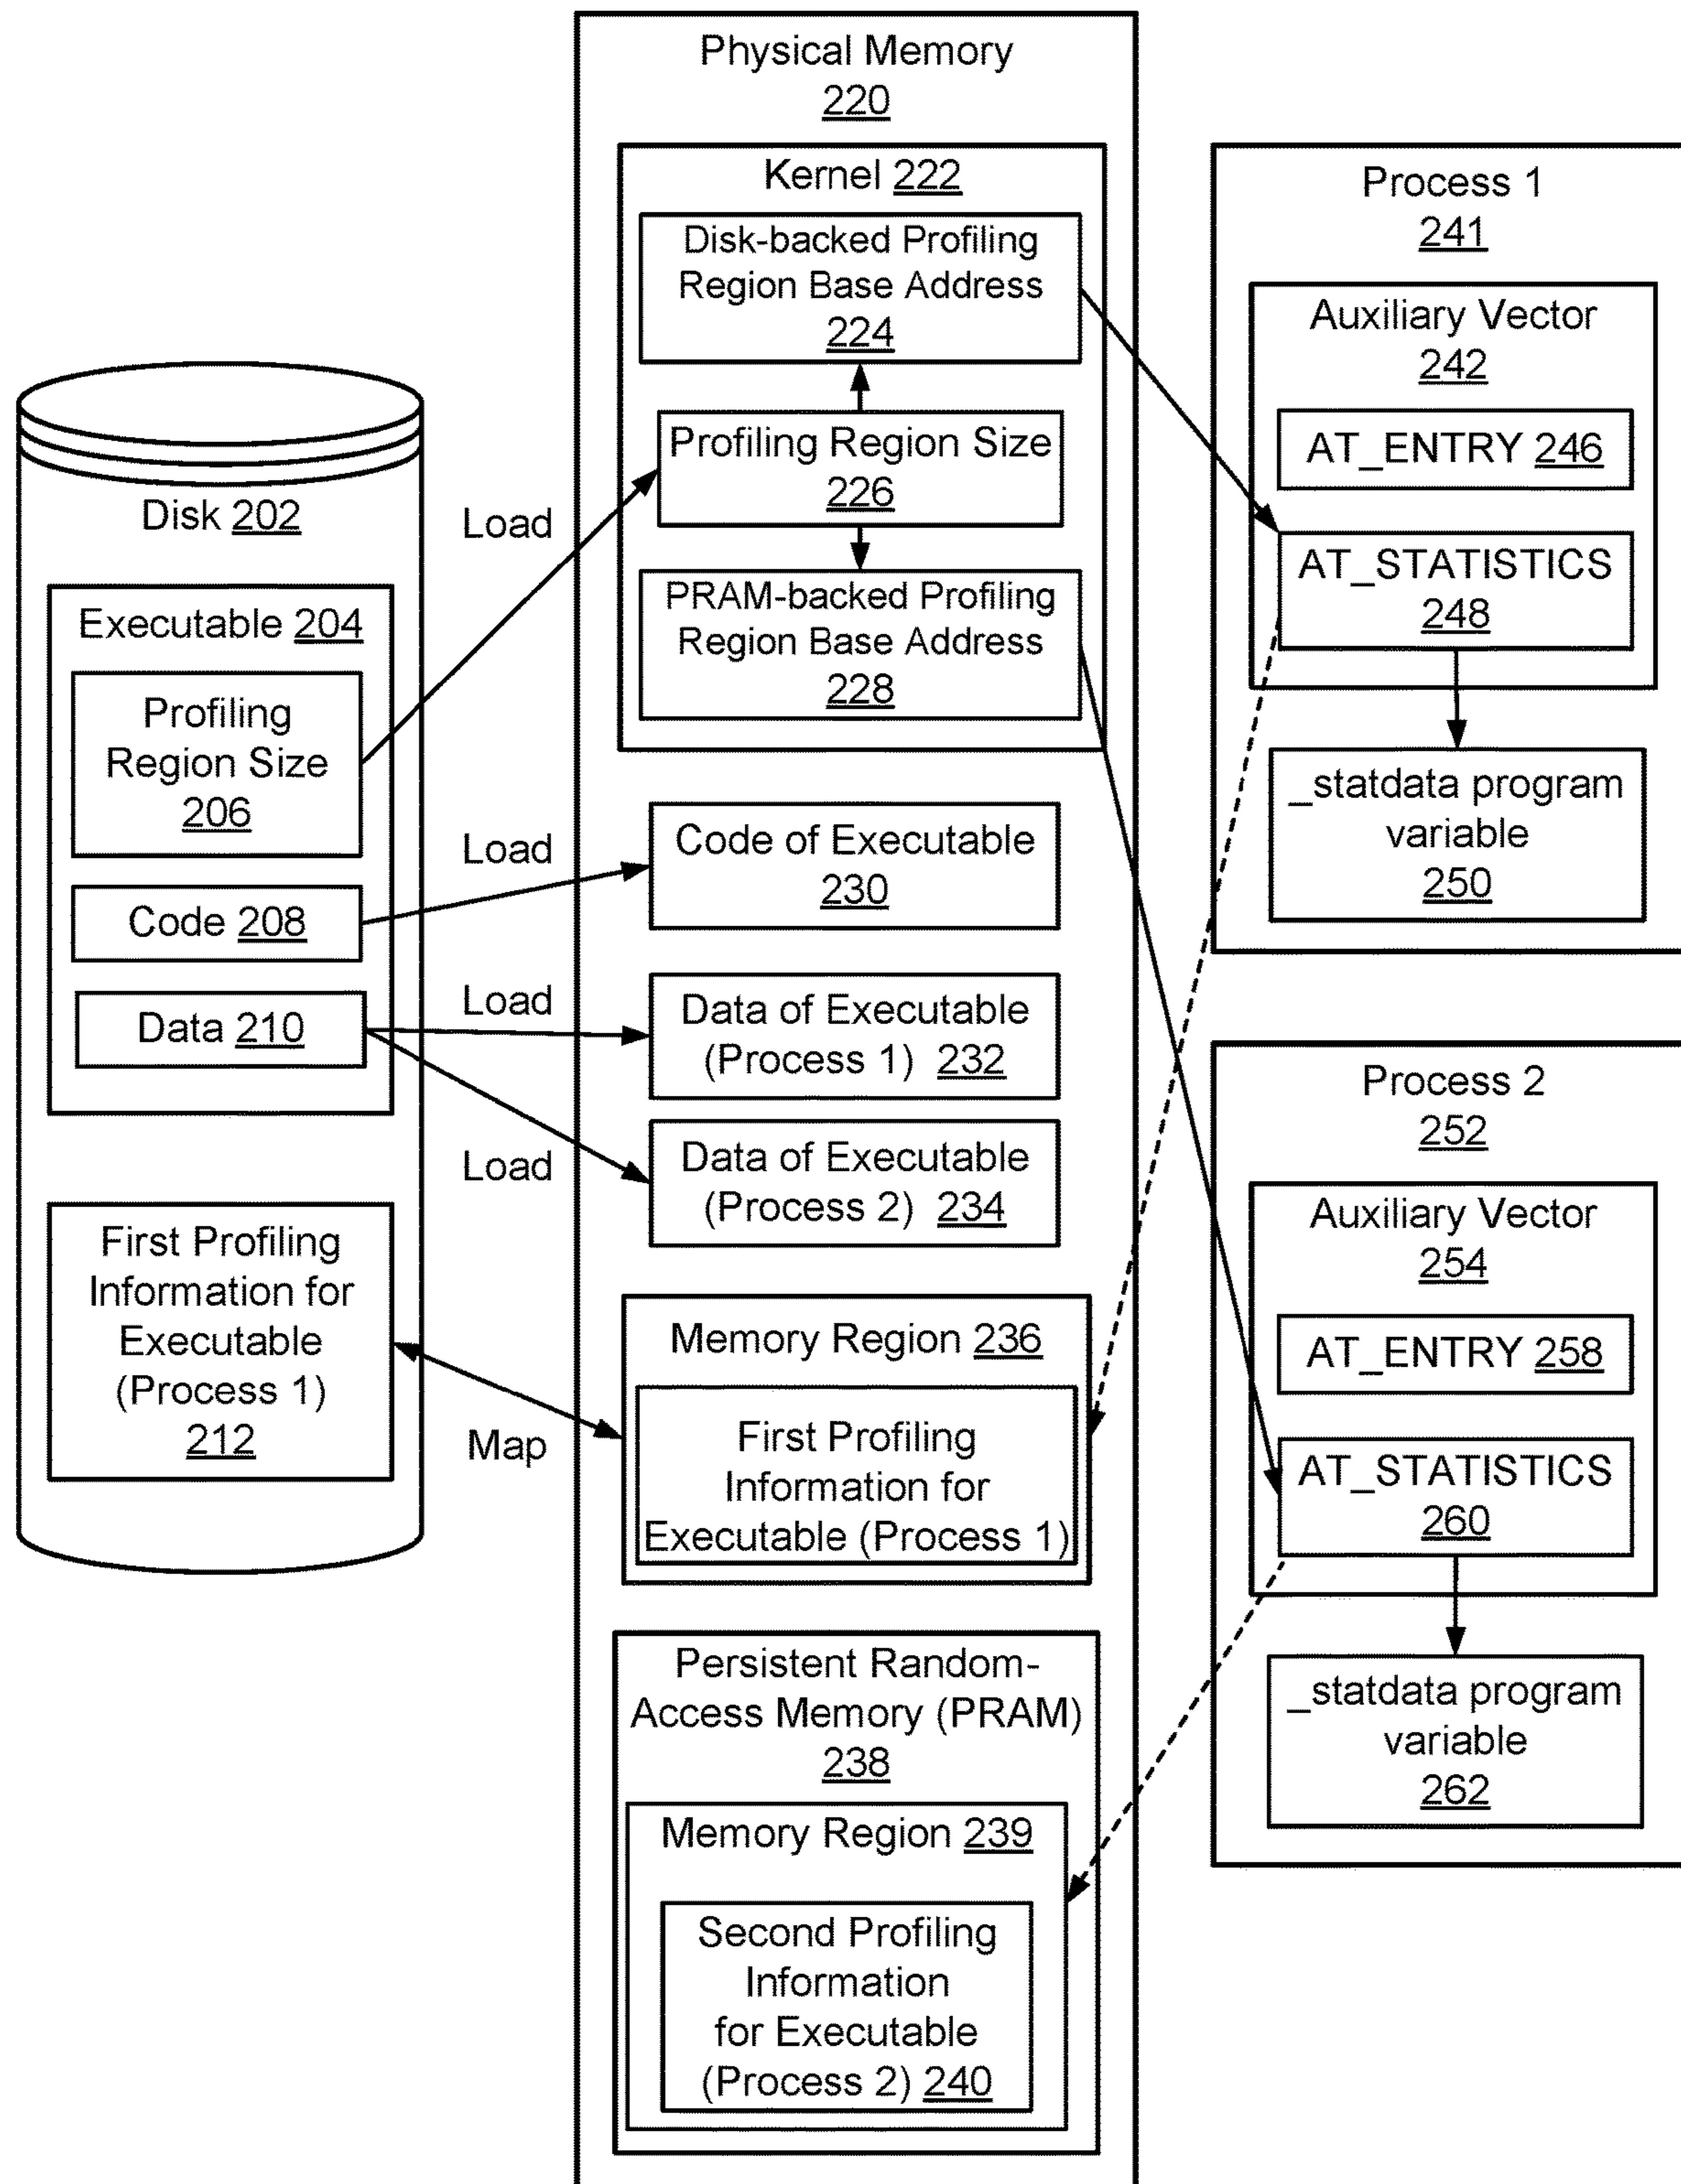 Disk 202
Executable 204
Profiling
Region Size
206
Code 208
Data 210
First Profiling
Information for
Executable
(Process 1)
212
Load
Load
Load
Load
Map
Physical Memory
220
Kernel 222
Disk-backed Profiling
Region Base Address
224
Profiling Region Size
226
PRAM-backed Profiling
Region Base Address
228
Code of Executable
230
Data of Executable
(Process 1) 232
Data of Executable
(Process 2) 234
Memory Region 236
First Profiling
Information for
Executable (Process 1)
Persistent Random-
Access Memory (PRAM)
238
Memory Region 239
Second Profiling
Information
for Executable
(Process 2) 240
Process 1
241
Auxiliary Vector
242
AT_ENTRY 246
AT_STATISTICS
248
_statdata program
variable
250
Process 2
252
Auxiliary Vector
254
AT_ENTRY 258
AT_STATISTICS
260
_statdata program
variable
262